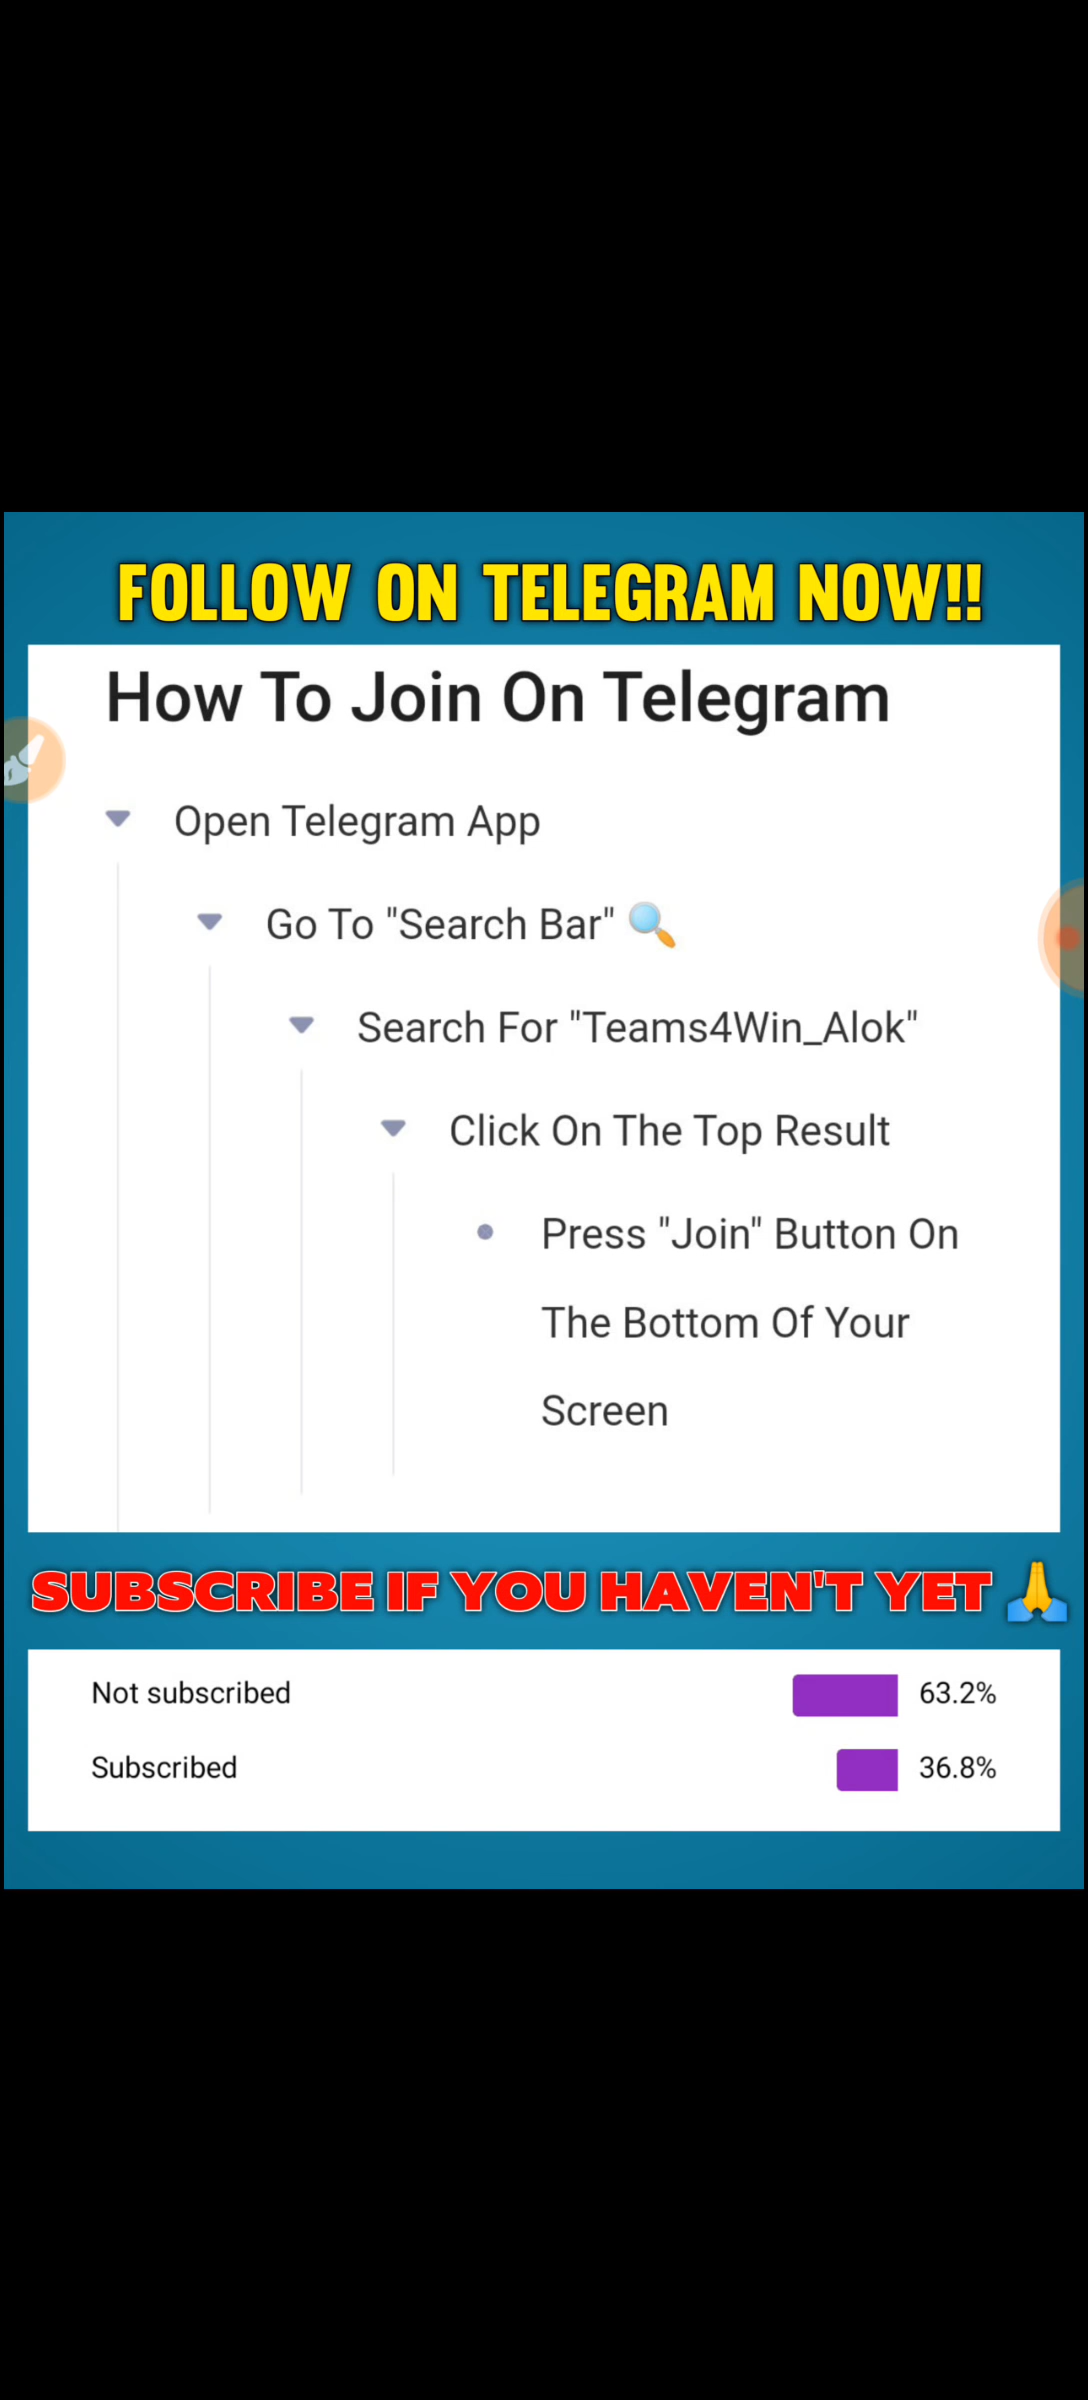 FOLLOW ON TELEGRAM NOW!!
How To Join On Telegram
Open Telegram App
Go To "Search Bar" 🔍
Search For "Teams4Win_Alok"
Click On The Top Result
Press "Join" Button On
The Bottom Of Your
Screen
SUBSCRIBE IF YOU HAVEN'T YET 🙏
Not subscribed 63.2%
Subscribed 36.8%